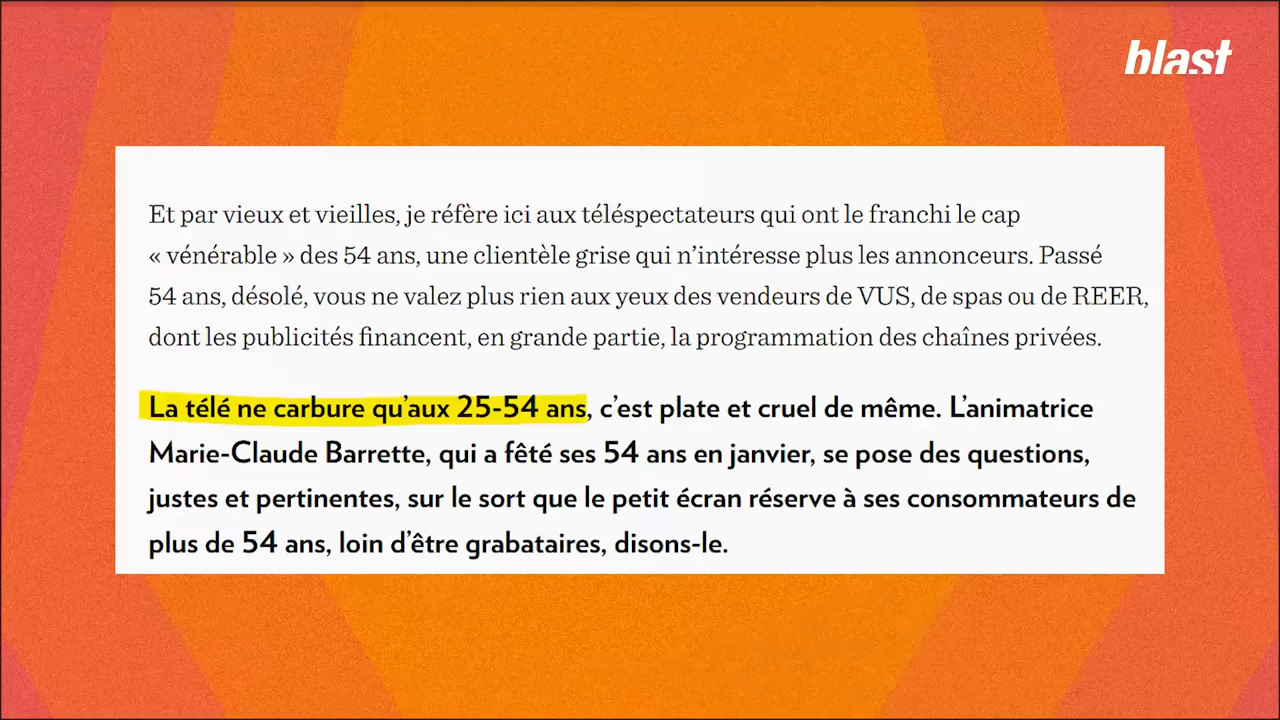 blast
Et par vieux et vieilles, je réfère ici aux téléspectateurs qui ont le franchi le cap
« vénérable » des 54 ans, une clientèle grise qui n’intéresse plus les annonceurs. Passé
54 ans, désolé, vous ne valez plus rien aux yeux des vendeurs de VUS, de spas ou de REER,
dont les publicités financent, en grande partie, la programmation des chaînes privées.
La télé ne carbure qu’aux 25-54 ans, c’est plate et cruel de même. L’animatrice
Marie-Claude Barrette, qui a fêté ses 54 ans en janvier, se pose des questions,
justes et pertinentes, sur le sort que le petit écran réserve à ses consommateurs de
plus de 54 ans, loin d’être grabataires, disons-le.